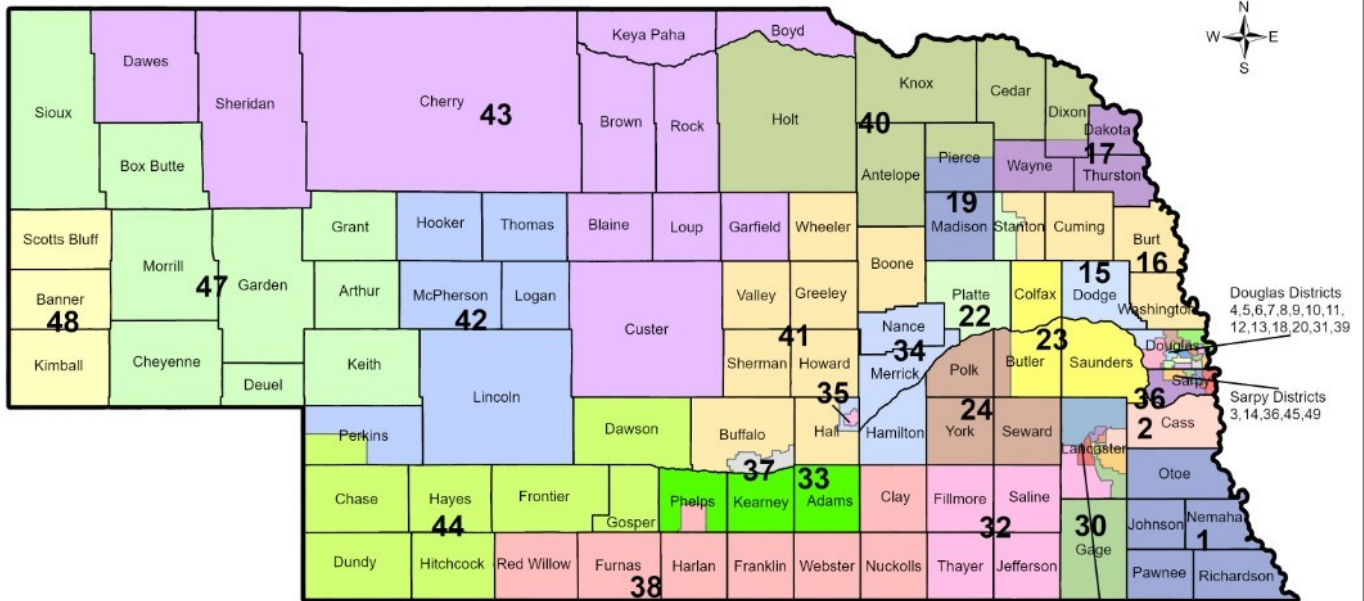 N
W E
S
Keya Paha
Boyd
Dawes
Sioux
Sheridan
Cherry
43
Brown
Rock
Holt
Knox
40
Cedar
Dixon
Dakota
17
Box Butte
Antelope
Pierce
Wayne
Thurston
Scotts Bluff
Morrill
47
Garden
Grant
Hooker
Thomas
Blaine
Loup
Garfield
Wheeler
19
Madison
Stanton
Cuming
Burt
16
Banner
48
Arthur
McPherson
Logan
42
Custer
Valley
Greeley
Boone
Platte
22
Colfax
15
Dodge
Washington
Douglas Districts
4,5,6,7,8,9,10,11,
12,13,18,20,31,39
Kimball
Cheyenne
Deuel
Keith
Lincoln
Sherman
41
Howard
Nance
34
Merrick
Polk
23
Butler
Saunders
Douglas
Sarpy
36
Sarpy Districts
3,14,36,45,49
Perkins
Dawson
Buffalo
35
Hall
Hamilton
24
York
Seward
Lancaster
2
Cass
Otoe
Chase
Hayes
44
Frontier
Gosper
37
Phelps
Kearney
33
Adams
Clay
Fillmore
Saline
32
30
Gage
Johnson
Nemaha
1
Dundy
Hitchcock
Red Willow
Furnas
38
Harlan
Franklin
Webster
Nuckolls
Thayer
Jefferson
Pawnee
Richardson